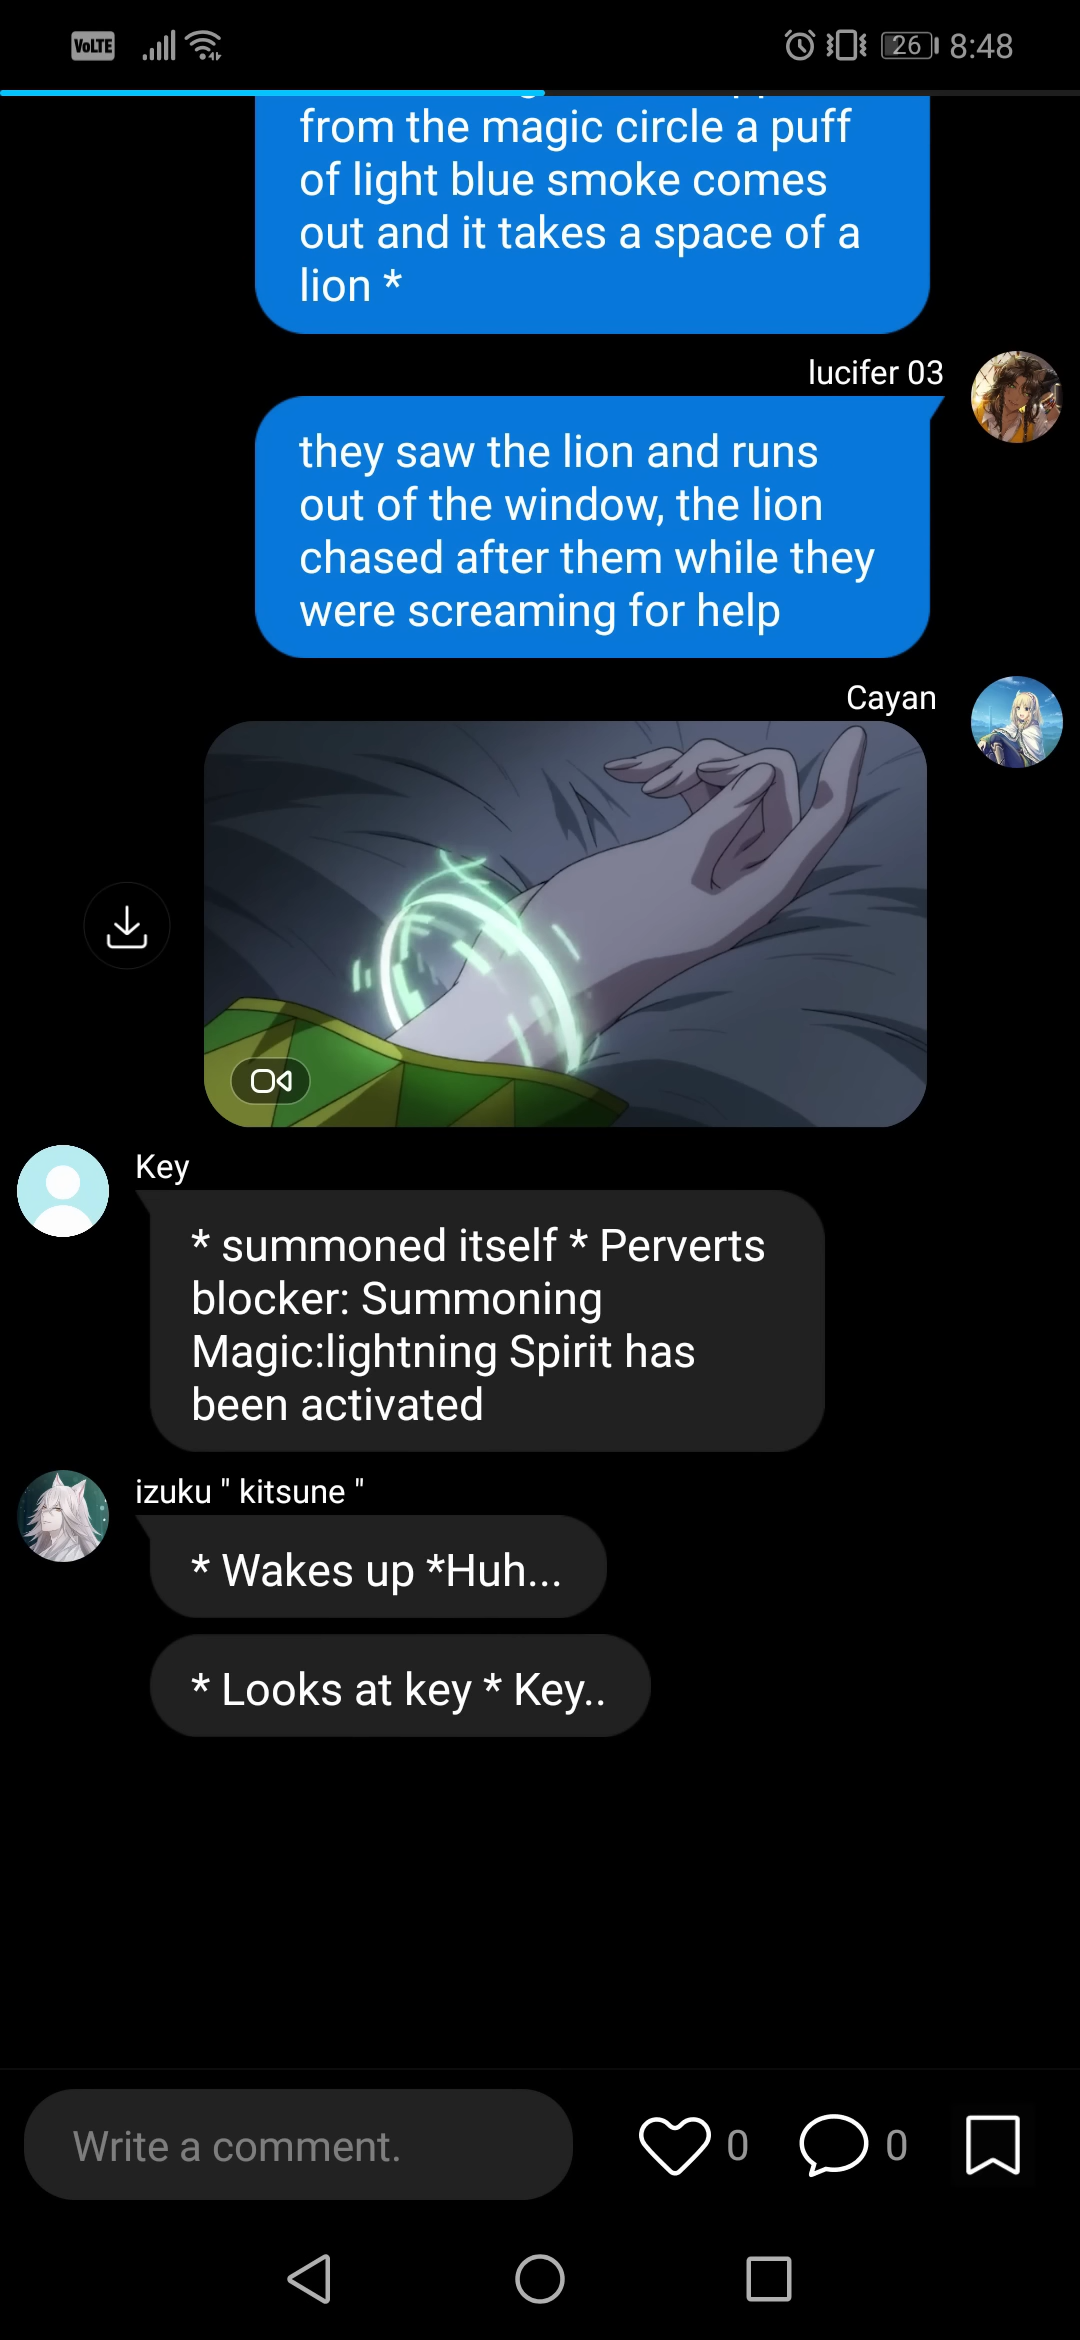 VoLTE
26
8:48
from the magic circle a puff
of light blue smoke comes
out and it takes a space of a
lion *
lucifer 03
they saw the lion and runs
out of the window, the lion
chased after them while they
were screaming for help
Cayan
Key
* summoned itself * Perverts
blocker: Summoning
Magic:lightning Spirit has
been activated
izuku " kitsune "
* Wakes up *Huh...
* Looks at key * Key..
Write a comment.
0
0